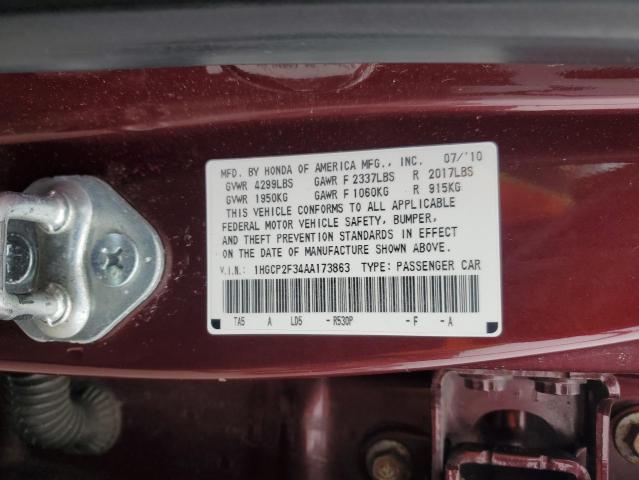 MFD. BY HONDA OF AMERICA MFG., INC. 07/'10
GVWR 4299LBS GAWR F 2337LBS R 2017LBS
GVWR 1950KG GAWR F 1060KG R 915KG
THIS VEHICLE CONFORMS TO ALL APPLICABLE
FEDERAL MOTOR VEHICLE SAFETY, BUMPER,
AND THEFT PREVENTION STANDARDS IN EFFECT
ON THE DATE OF MANUFACTURE SHOWN ABOVE.
V.I.N: 1HGCP2F34AA173863 TYPE: PASSENGER CAR
TA5 A LD5 -R530P -F -A